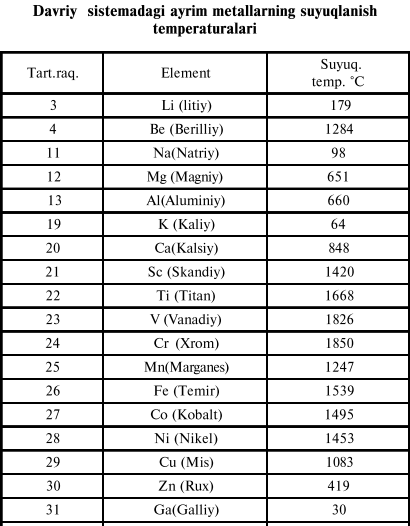 Davriy sistemadagi ayrim metallarning suyuqlanish
temperaturalari
Tart.raq. Element Suyuq.
temp. °C
3 Li (litiy) 179
4 Be (Berilliy) 1284
11 Na(Natriy) 98
12 Mg (Magniy) 651
13 Al(Aluminiy) 660
19 K (Kaliy) 64
20 Ca(Kalsiy) 848
21 Sc (Skandiy) 1420
22 Ti (Titan) 1668
23 V (Vanadiy) 1826
24 Cr (Xrom) 1850
25 Mn(Marganes) 1247
26 Fe (Temir) 1539
27 Co (Kobalt) 1495
28 Ni (Nikel) 1453
29 Cu (Mis) 1083
30 Zn (Rux) 419
31 Ga(Galliy) 30